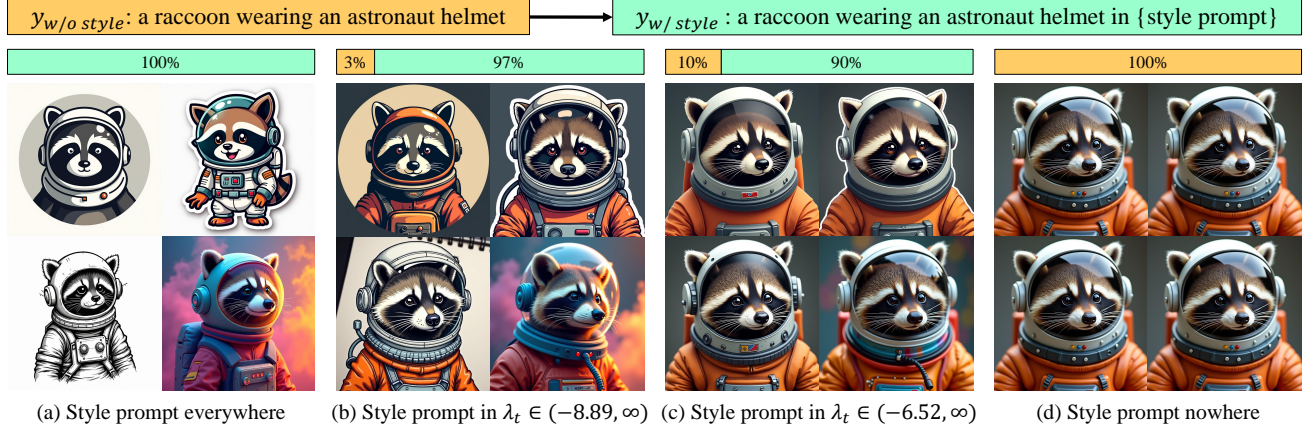 y_{w/o style}: a raccoon wearing an astronaut helmet
y_{w/ style} : a raccoon wearing an astronaut helmet in {style prompt}
100%
3% 97%
10% 90%
100%
(a) Style prompt everywhere
(b) Style prompt in λ_t ∈ (−8.89, ∞)
(c) Style prompt in λ_t ∈ (−6.52, ∞)
(d) Style prompt nowhere